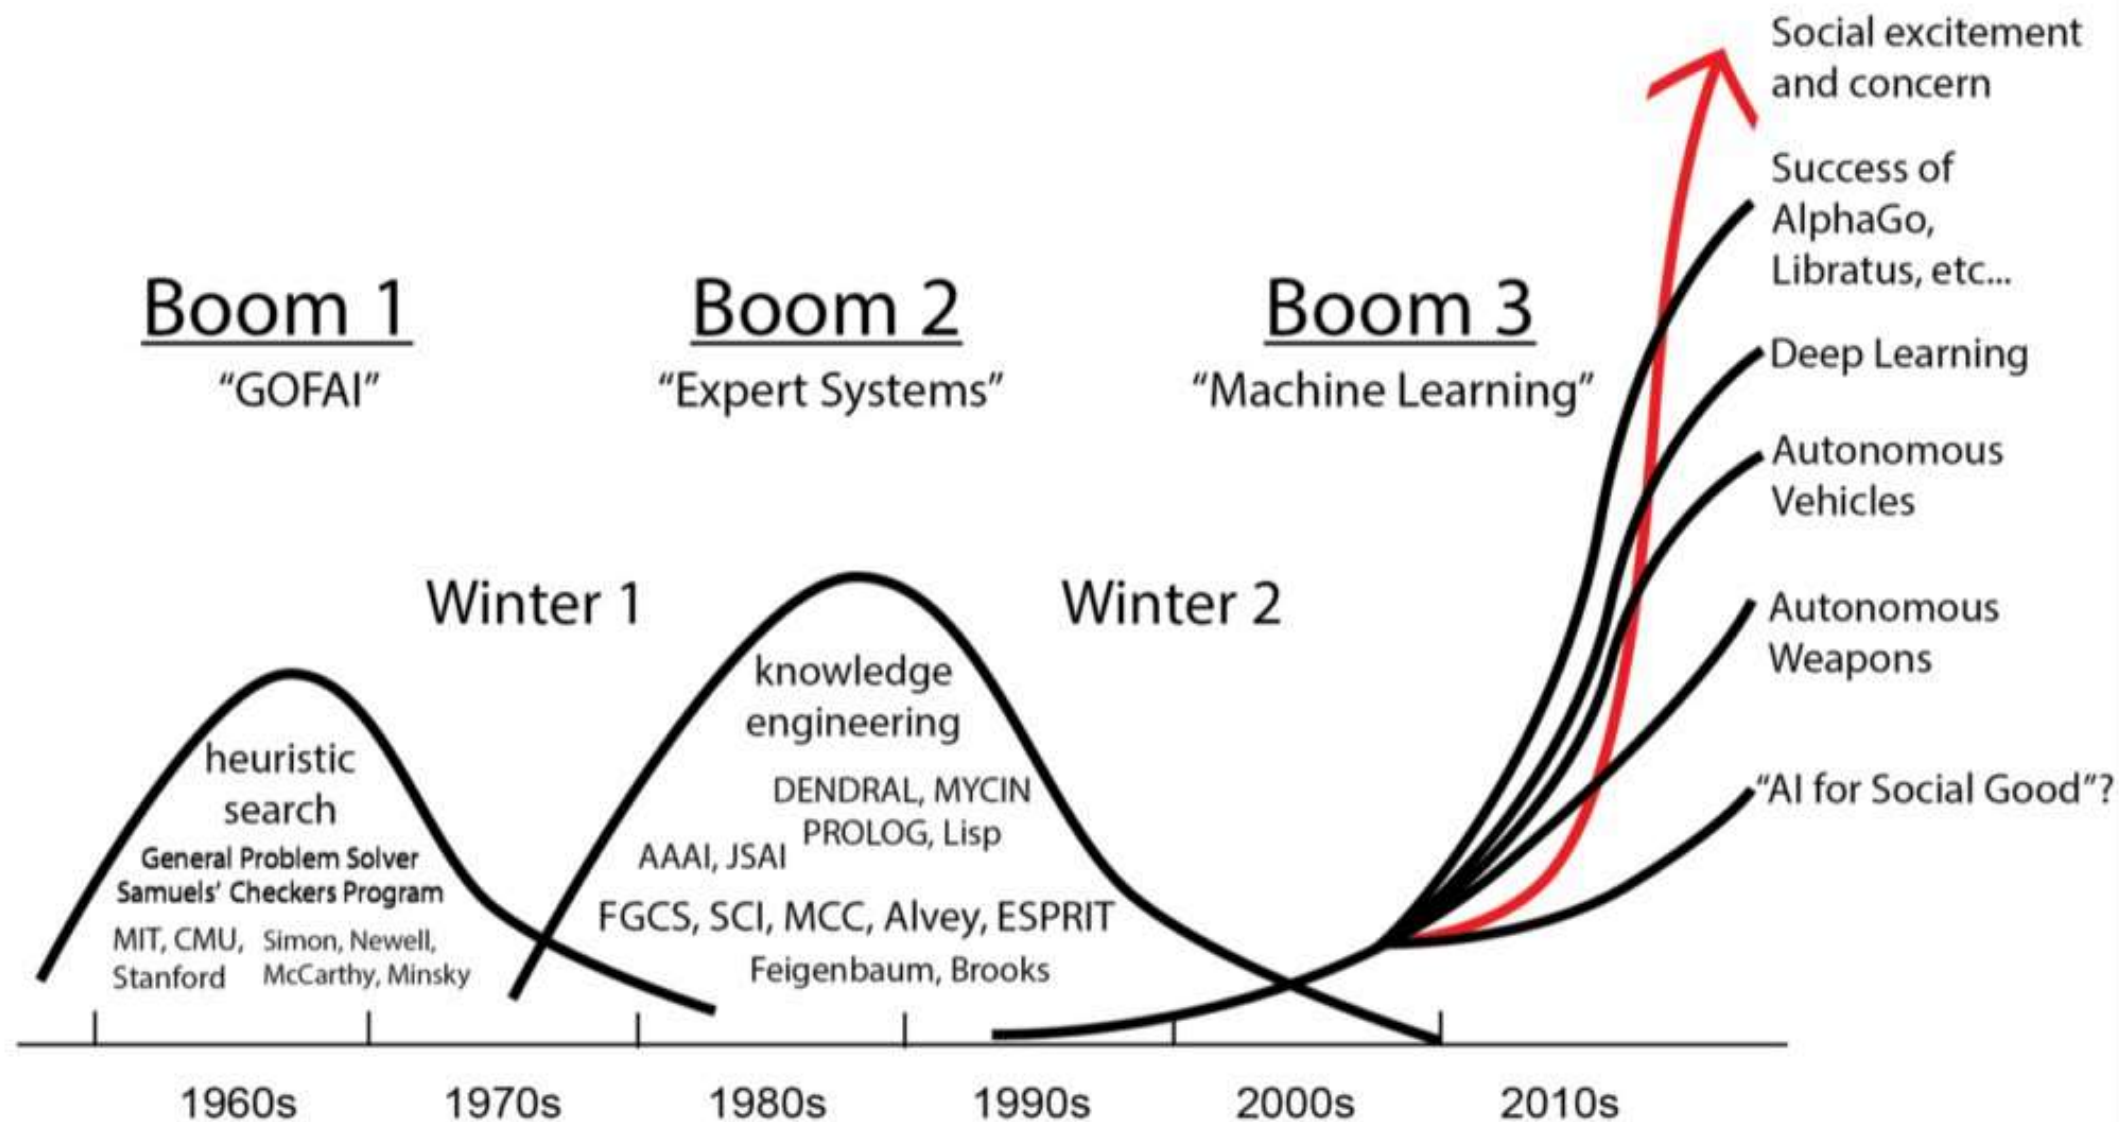 Boom 1
“GOFAI”
Winter 1
heuristic
search
General Problem Solver
Samuels’ Checkers Program
MIT, CMU,
Stanford
Simon, Newell,
McCarthy, Minsky
Boom 2
“Expert Systems”
Winter 2
knowledge
engineering
DENDRAL, MYCIN
PROLOG, Lisp
AAAI, JSAI
FGCS, SCI, MCC, Alvey, ESPRIT
Feigenbaum, Brooks
Boom 3
“Machine Learning”
Social excitement
and concern
Success of
AlphaGo,
Libratus, etc...
Deep Learning
Autonomous
Vehicles
Autonomous
Weapons
“AI for Social Good”?
1960s
1970s
1980s
1990s
2000s
2010s